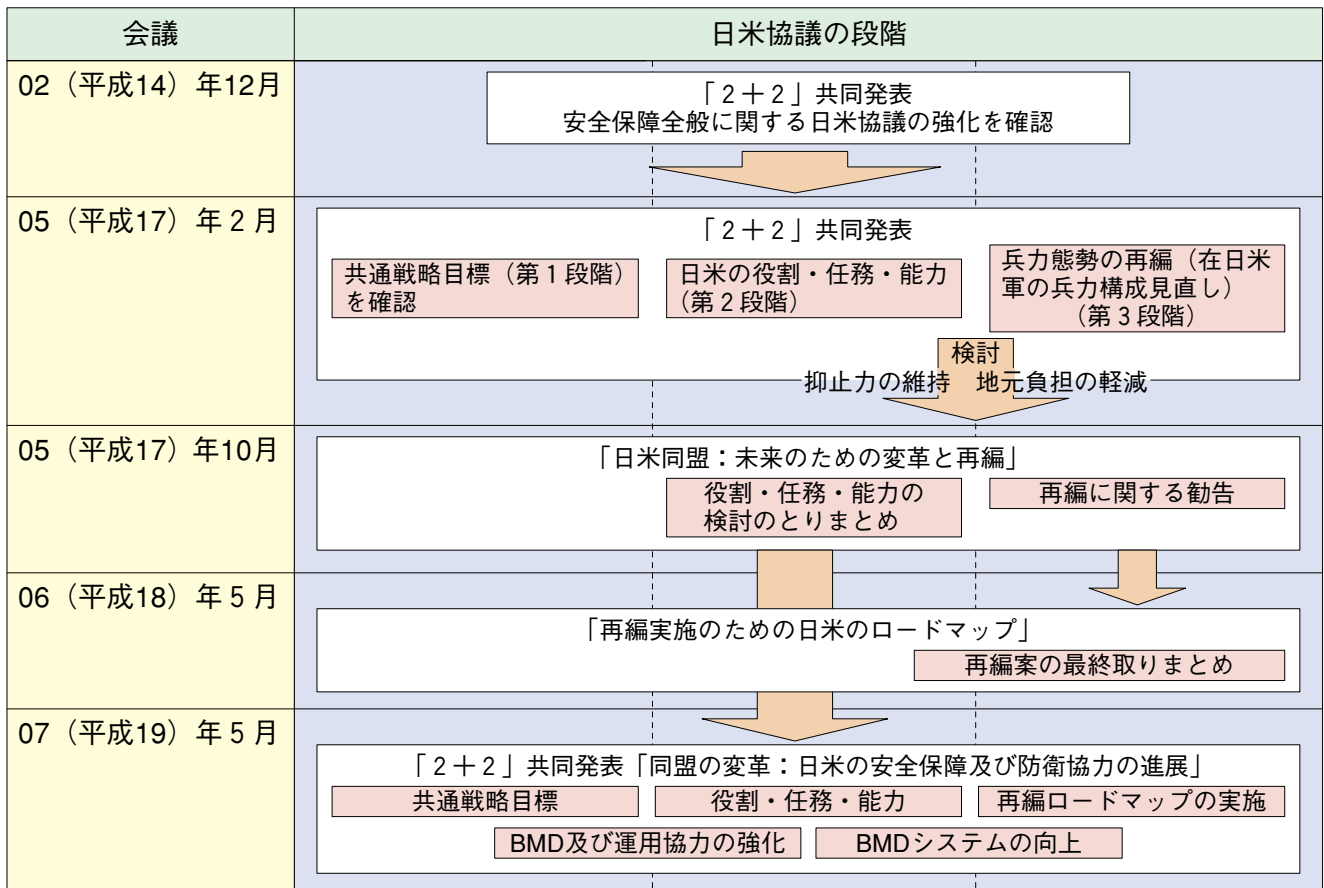 会議
日米協議の段階
02（平成14）年12月
「２＋２」共同発表
安全保障全般に関する日米協議の強化を確認
05（平成17）年２月
「２＋２」共同発表
共通戦略目標（第１段階）
を確認
日米の役割・任務・能力
（第２段階）
兵力態勢の再編（在日米
軍の兵力構成見直し）
（第３段階）
検討
抑止力の維持　地元負担の軽減
05（平成17）年10月
「日米同盟：未来のための変革と再編」
役割・任務・能力の
検討のとりまとめ
再編に関する勧告
06（平成18）年５月
「再編実施のための日米のロードマップ」
再編案の最終取りまとめ
07（平成19）年５月
「２＋２」共同発表「同盟の変革：日米の安全保障及び防衛協力の進展」
共通戦略目標
役割・任務・能力
再編ロードマップの実施
BMD及び運用協力の強化
BMDシステムの向上